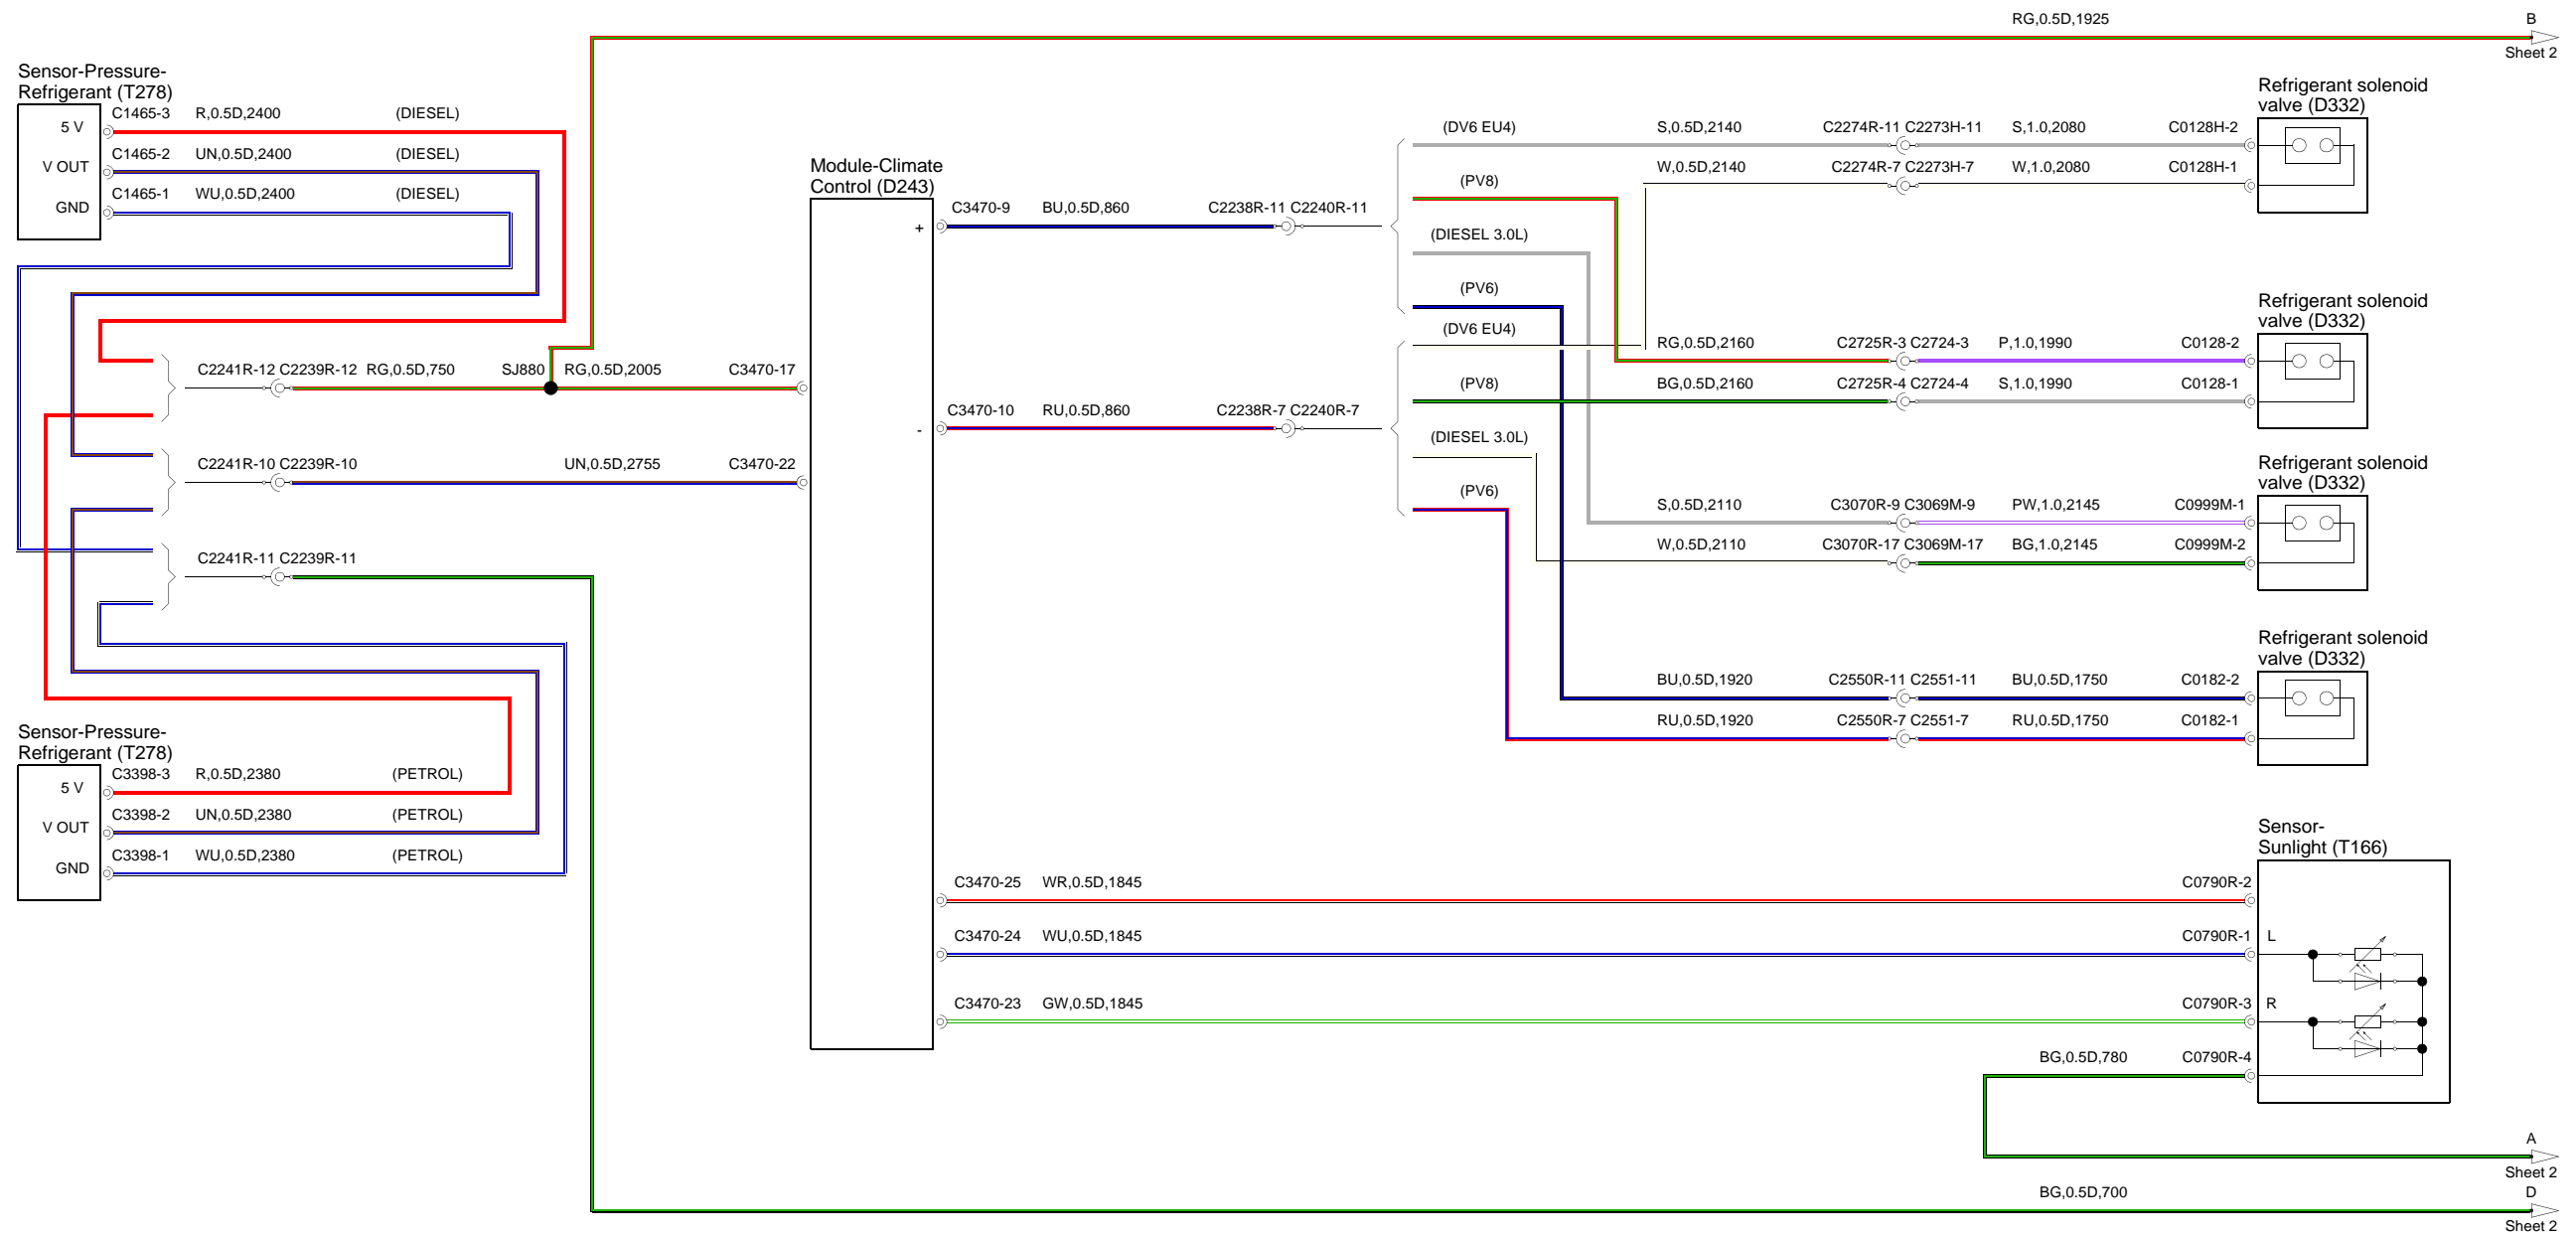 RG,0.5D,1925
B
Sheet 2
Sensor-Pressure-
Refrigerant (T278)
5 V
V OUT
GND
C1465-3 R,0.5D,2400 (DIESEL)
C1465-2 UN,0.5D,2400 (DIESEL)
C1465-1 WU,0.5D,2400 (DIESEL)
C2241R-12 C2239R-12 RG,0.5D,750 SJ880 RG,0.5D,2005 C3470-17
C2241R-10 C2239R-10 UN,0.5D,2755 C3470-22
C2241R-11 C2239R-11
Sensor-Pressure-
Refrigerant (T278)
5 V
V OUT
GND
C3398-3 R,0.5D,2380 (PETROL)
C3398-2 UN,0.5D,2380 (PETROL)
C3398-1 WU,0.5D,2380 (PETROL)
Module-Climate
Control (D243)
+
-
C3470-9 BU,0.5D,860 C2238R-11 C2240R-11
C3470-10 RU,0.5D,860 C2238R-7 C2240R-7
(DV6 EU4)
(PV8)
(DIESEL 3.0L)
(PV6)
(DV6 EU4)
(PV8)
(DIESEL 3.0L)
(PV6)
Refrigerant solenoid
valve (D332)
S,0.5D,2140 C2274R-11 C2273H-11 S,1.0,2080 C0128H-2
W,0.5D,2140 C2274R-7 C2273H-7 W,1.0,2080 C0128H-1
Refrigerant solenoid
valve (D332)
RG,0.5D,2160 C2725R-3 C2724-3 P,1.0,1990 C0128-2
BG,0.5D,2160 C2725R-4 C2724-4 S,1.0,1990 C0128-1
Refrigerant solenoid
valve (D332)
S,0.5D,2110 C3070R-9 C3069M-9 PW,1.0,2145 C0999M-1
W,0.5D,2110 C3070R-17 C3069M-17 BG,1.0,2145 C0999M-2
Refrigerant solenoid
valve (D332)
BU,0.5D,1920 C2550R-11 C2551-11 BU,0.5D,1750 C0182-2
RU,0.5D,1920 C2550R-7 C2551-7 RU,0.5D,1750 C0182-1
Sensor-
Sunlight (T166)
C3470-25 WR,0.5D,1845 C0790R-2
C3470-24 WU,0.5D,1845 C0790R-1 L
C3470-23 GW,0.5D,1845 C0790R-3 R
BG,0.5D,780 C0790R-4
A
Sheet 2
BG,0.5D,700 D
Sheet 2